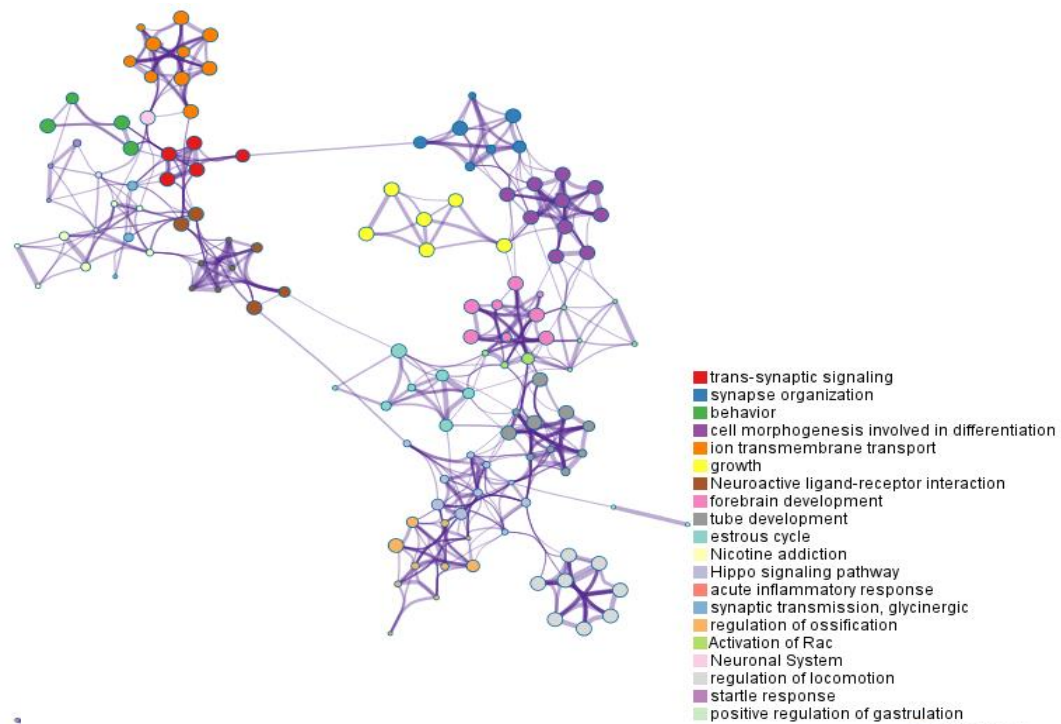 trans-synaptic signaling
synapse organization
behavior
cell morphogenesis involved in differentiation
ion transmembrane transport
growth
Neuroactive ligand-receptor interaction
forebrain development
tube development
estrous cycle
Nicotine addiction
Hippo signaling pathway
acute inflammatory response
synaptic transmission, glycinergic
regulation of ossification
Activation of Rac
Neuronal System
regulation of locomotion
startle response
positive regulation of gastrulation